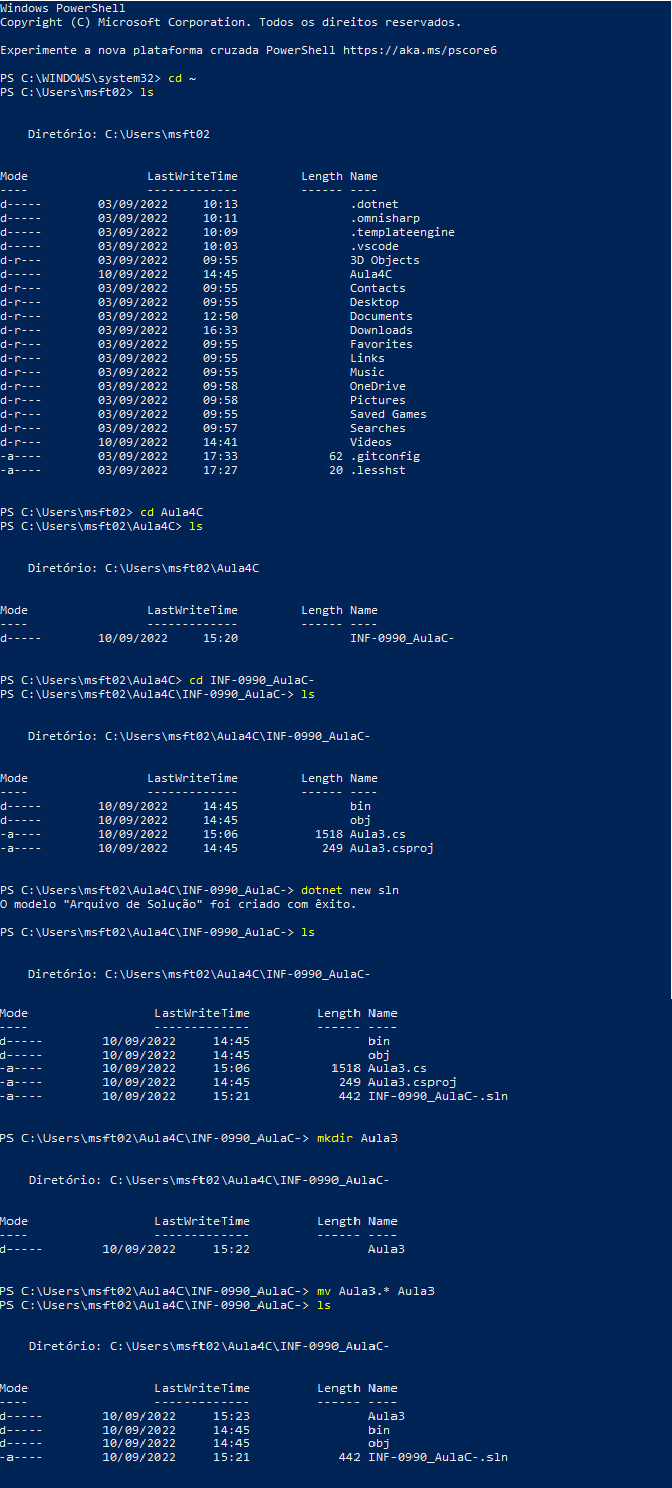 Windows PowerShell
Copyright (C) Microsoft Corporation. Todos os direitos reservados.
Experimente a nova plataforma cruzada PowerShell https://aka.ms/pscore6
PS C:\WINDOWS\system32> cd ~
PS C:\Users\msft02> ls
Diretório: C:\Users\msft02
Mode LastWriteTime Length Name
---- ------------- ------ ----
d----- 03/09/2022 10:13 .dotnet
d----- 03/09/2022 10:11 .omnisharp
d----- 03/09/2022 10:09 .templateengine
d----- 03/09/2022 10:03 .vscode
d-r--- 03/09/2022 09:55 3D Objects
d----- 10/09/2022 14:45 Aula4C
d-r--- 03/09/2022 09:55 Contacts
d-r--- 03/09/2022 09:55 Desktop
d-r--- 03/09/2022 12:50 Documents
d-r--- 03/09/2022 16:33 Downloads
d-r--- 03/09/2022 09:55 Favorites
d-r--- 03/09/2022 09:55 Links
d-r--- 03/09/2022 09:55 Music
d-r--- 03/09/2022 09:58 OneDrive
d-r--- 03/09/2022 09:58 Pictures
d-r--- 03/09/2022 09:55 Saved Games
d-r--- 03/09/2022 09:57 Searches
d-r--- 10/09/2022 14:41 Videos
-a---- 03/09/2022 17:33 62 .gitconfig
-a---- 03/09/2022 17:27 20 .lesshst
PS C:\Users\msft02> cd Aula4C
PS C:\Users\msft02\Aula4C> ls
Diretório: C:\Users\msft02\Aula4C
Mode LastWriteTime Length Name
---- ------------- ------ ----
d----- 10/09/2022 15:20 INF-0990_AulaC-
PS C:\Users\msft02\Aula4C> cd INF-0990_AulaC-
PS C:\Users\msft02\Aula4C\INF-0990_AulaC-> ls
Diretório: C:\Users\msft02\Aula4C\INF-0990_AulaC-
Mode LastWriteTime Length Name
---- ------------- ------ ----
d----- 10/09/2022 14:45 bin
d----- 10/09/2022 14:45 obj
-a---- 10/09/2022 15:06 1518 Aula3.cs
-a---- 10/09/2022 14:45 249 Aula3.csproj
PS C:\Users\msft02\Aula4C\INF-0990_AulaC-> dotnet new sln
O modelo "Arquivo de Solução" foi criado com êxito.
PS C:\Users\msft02\Aula4C\INF-0990_AulaC-> ls
Diretório: C:\Users\msft02\Aula4C\INF-0990_AulaC-
Mode LastWriteTime Length Name
---- ------------- ------ ----
d----- 10/09/2022 14:45 bin
d----- 10/09/2022 14:45 obj
-a---- 10/09/2022 15:06 1518 Aula3.cs
-a---- 10/09/2022 14:45 249 Aula3.csproj
-a---- 10/09/2022 15:21 442 INF-0990_AulaC-.sln
PS C:\Users\msft02\Aula4C\INF-0990_AulaC-> mkdir Aula3
Diretório: C:\Users\msft02\Aula4C\INF-0990_AulaC-
Mode LastWriteTime Length Name
---- ------------- ------ ----
d----- 10/09/2022 15:22 Aula3
PS C:\Users\msft02\Aula4C\INF-0990_AulaC-> mv Aula3.* Aula3
PS C:\Users\msft02\Aula4C\INF-0990_AulaC-> ls
Diretório: C:\Users\msft02\Aula4C\INF-0990_AulaC-
Mode LastWriteTime Length Name
---- ------------- ------ ----
d----- 10/09/2022 15:23 Aula3
d----- 10/09/2022 14:45 bin
d----- 10/09/2022 14:45 obj
-a---- 10/09/2022 15:21 442 INF-0990_AulaC-.sln